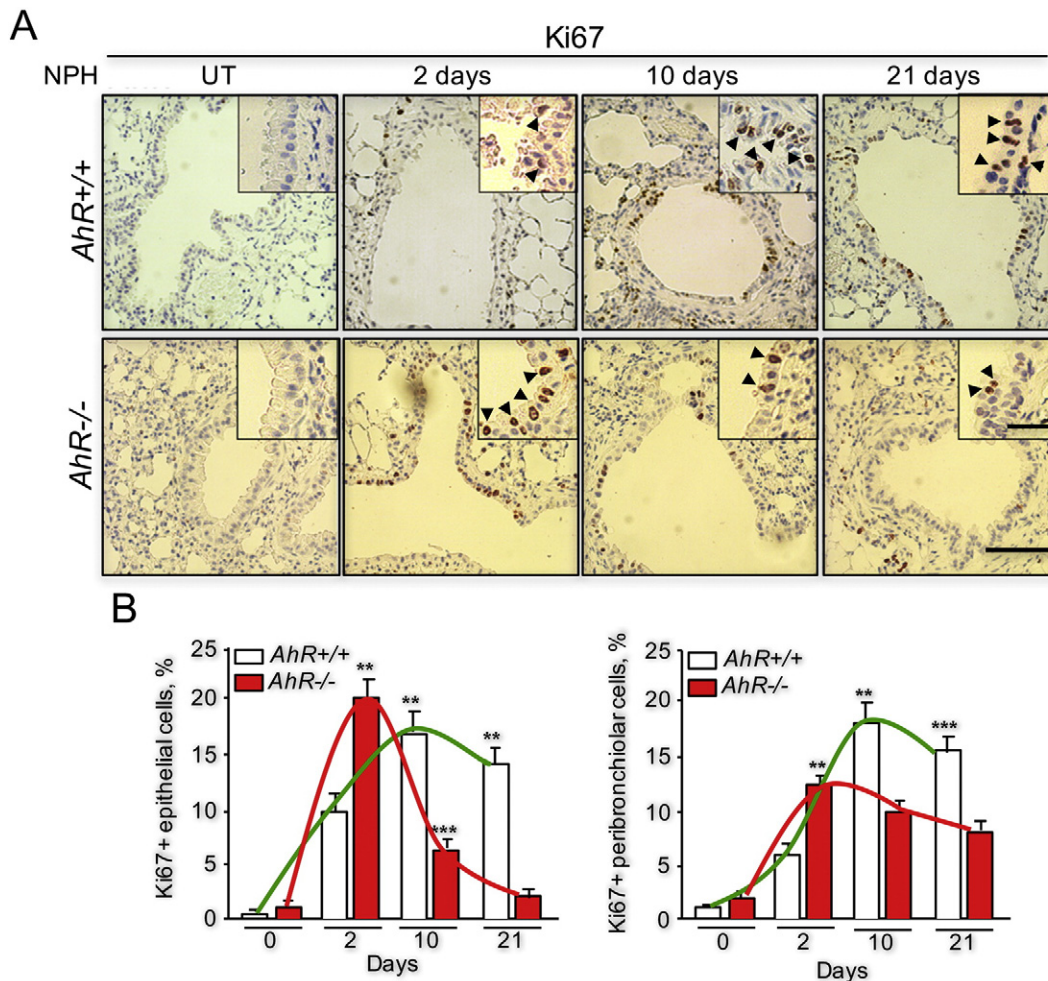 A
Ki67
NPH UT 2 days 10 days 21 days
AhR+/+
AhR-/-
B
Ki67+ epithelial cells, %
25
20
15
10
5
0
AhR+/+
AhR-/-
**
**
**
***
0 2 10 21
Days
Ki67+ peribronchiolar cells, %
25
20
15
10
5
0
AhR+/+
AhR-/-
**
**
***
0 2 10 21
Days